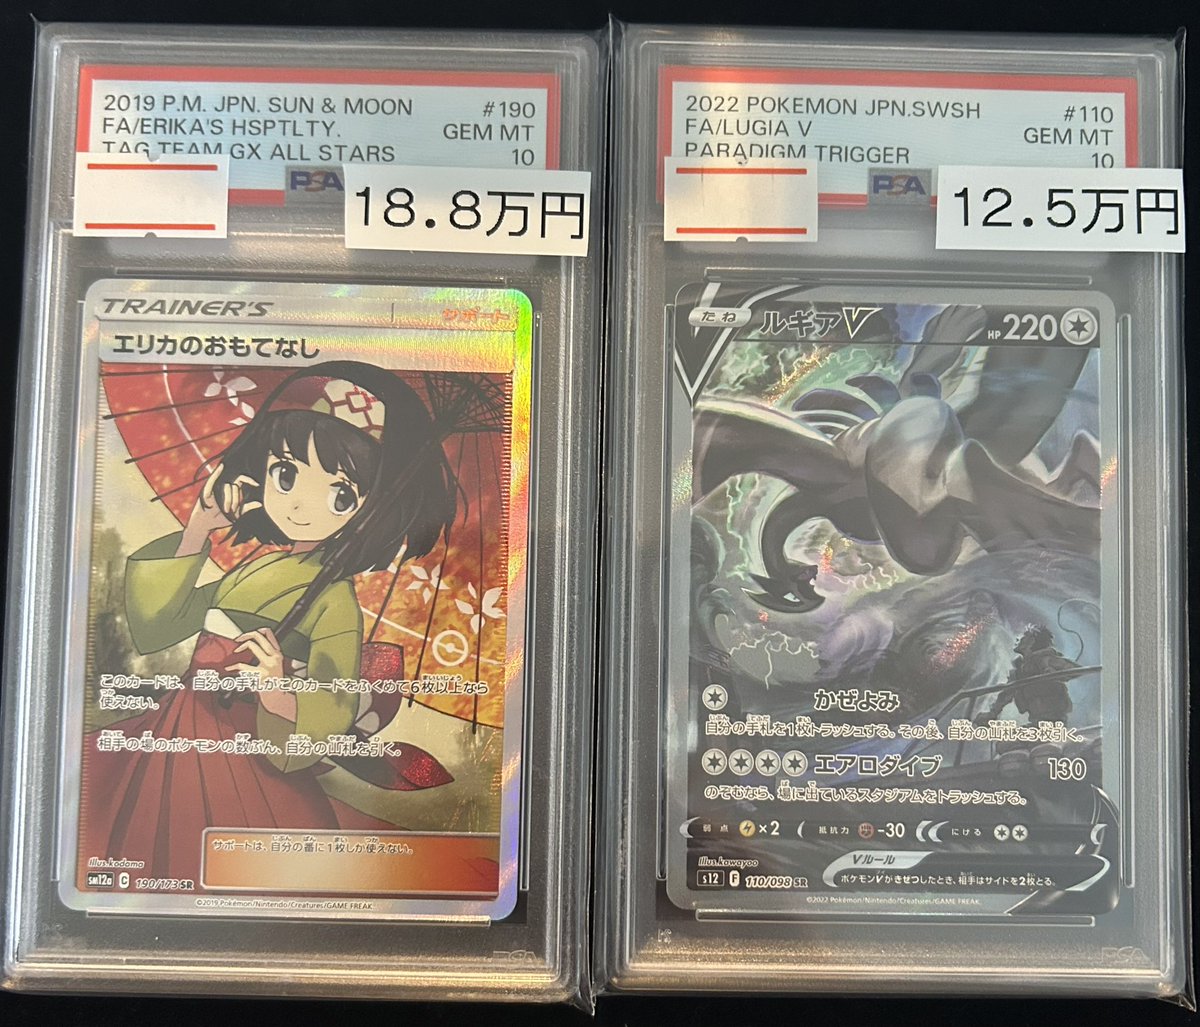 2019 P.M. JPN. SUN & MOON #190
FA/ERIKA'S HSPTLTY. GEM MT
TAG TEAM GX ALL STARS 10
PSA
18.8万円
TRAINER'S サポート
エリカのおもてなし
このカードは、自分の手札がこのカードをふくめて6枚以上なら
使えない。
相手の場のポケモンの数ぶん、自分の山札を引く。
サポートは、自分の番に1枚しか使えない。
Illus.kodama
sm12a C 190/173 SR
©2019 Pokémon/Nintendo/Creatures/GAME FREAK.
PSA
2022 POKEMON JPN.SWSH #110
FA/LUGIA V GEM MT
PARADIGM TRIGGER 10
PSA
12.5万円
たね ルギアV HP 220
かぜよみ
自分の手札を1枚トラッシュする。その後、自分の山札を3枚引く。
エアロダイブ 130
のぞむなら、場に出ているスタジアムをトラッシュする。
弱点 ×2 抵抗力 -30 にげる
Illus.kawayoo
Vルール
s12 F 110/098 SR
ポケモンVがきぜつしたとき、相手はサイドを2枚とる。
©2022 Pokémon/Nintendo/Creatures/GAME FREAK.
PSA